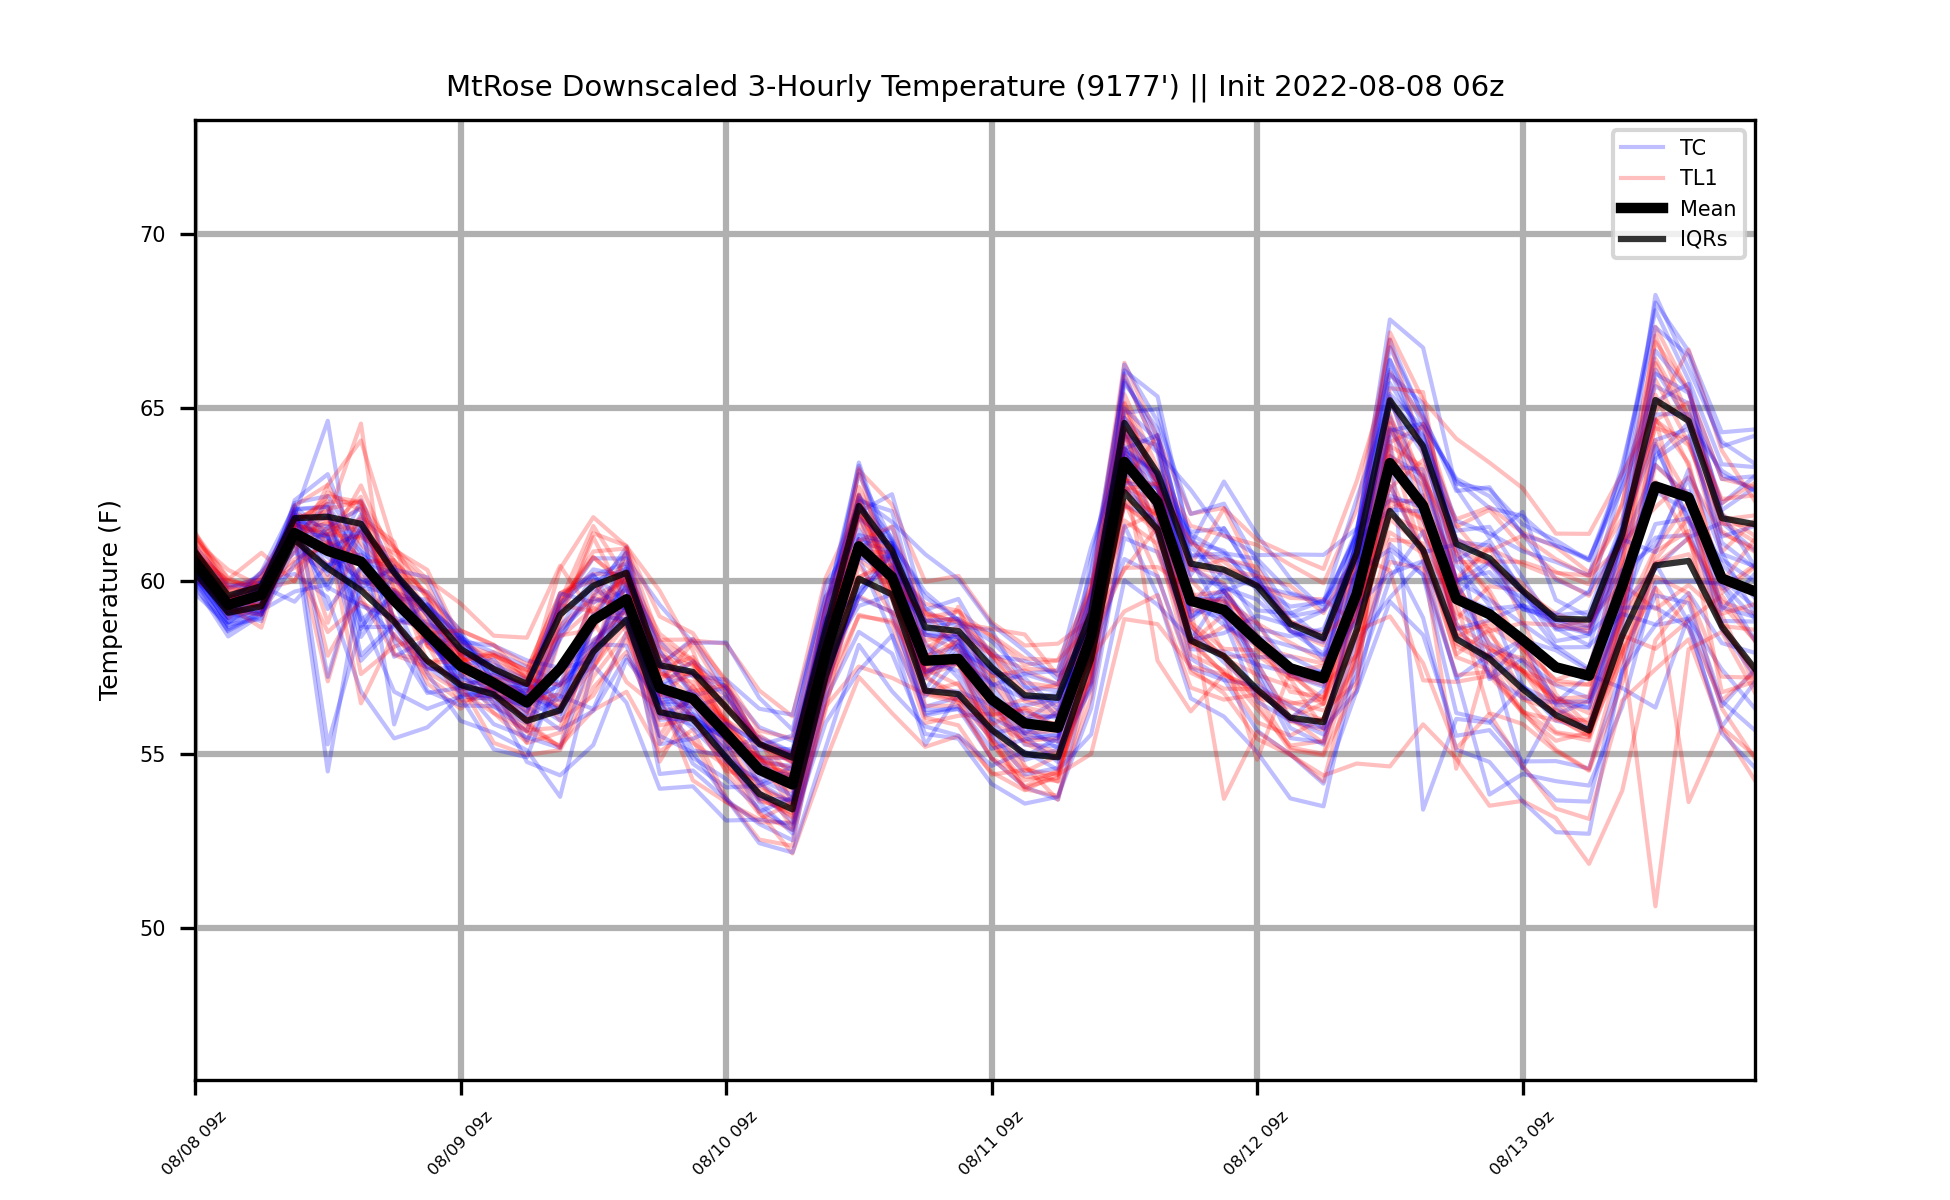 MtRose Downscaled 3-Hourly Temperature (9177') || Init 2022-08-08 06z
TC
TL1
Mean
IQRs
Temperature (F)
70
65
60
55
50
08/08 09z
08/09 09z
08/10 09z
08/11 09z
08/12 09z
08/13 09z